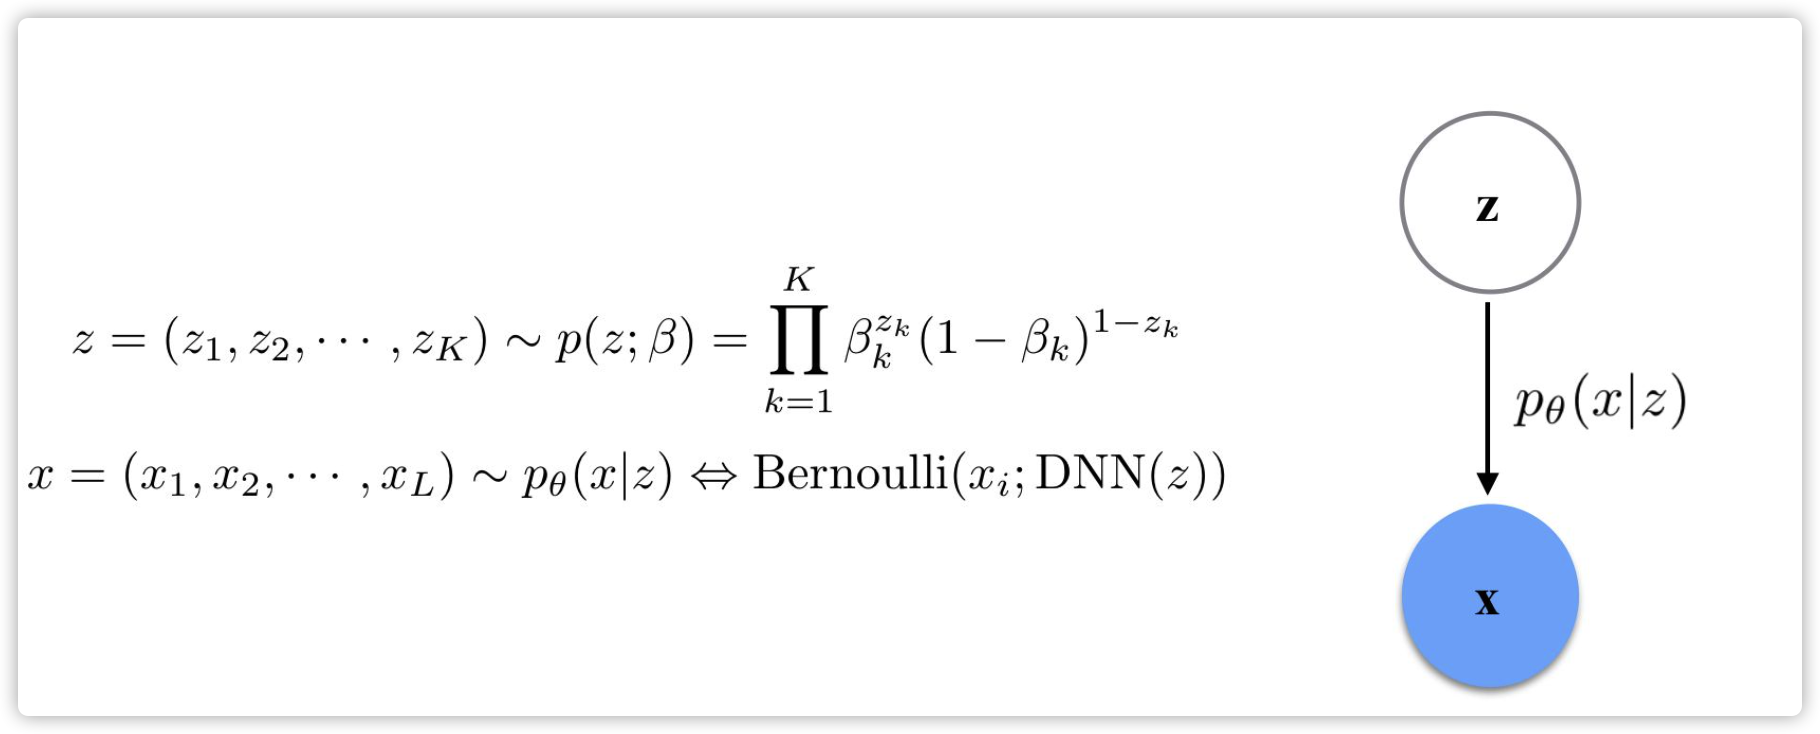 z = (z_1, z_2, ⋯ , z_K) ∼ p(z; β) = ∏_{k=1}^{K} β_k^{z_k} (1 − β_k)^{1−z_k}
x = (x_1, x_2, ⋯ , x_L) ∼ p_θ(x|z) ⇔ Bernoulli(x_i; DNN(z))
z
p_θ(x|z)
x